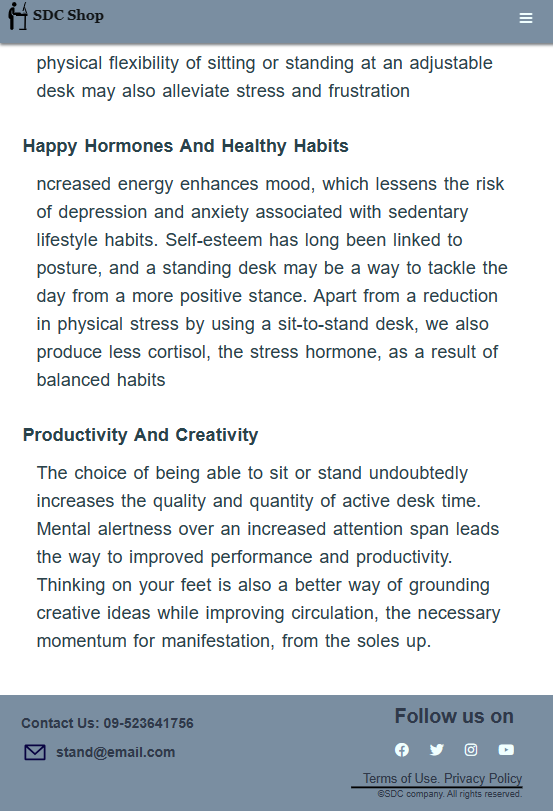 SDC Shop
physical flexibility of sitting or standing at an adjustable
desk may also alleviate stress and frustration
Happy Hormones And Healthy Habits
ncreased energy enhances mood, which lessens the risk
of depression and anxiety associated with sedentary
lifestyle habits. Self-esteem has long been linked to
posture, and a standing desk may be a way to tackle the
day from a more positive stance. Apart from a reduction
in physical stress by using a sit-to-stand desk, we also
produce less cortisol, the stress hormone, as a result of
balanced habits
Productivity And Creativity
The choice of being able to sit or stand undoubtedly
increases the quality and quantity of active desk time.
Mental alertness over an increased attention span leads
the way to improved performance and productivity.
Thinking on your feet is also a better way of grounding
creative ideas while improving circulation, the necessary
momentum for manifestation, from the soles up.
Contact Us: 09-523641756
stand@email.com
Follow us on
Terms of Use. Privacy Policy
©SDC company. All rights reserved.